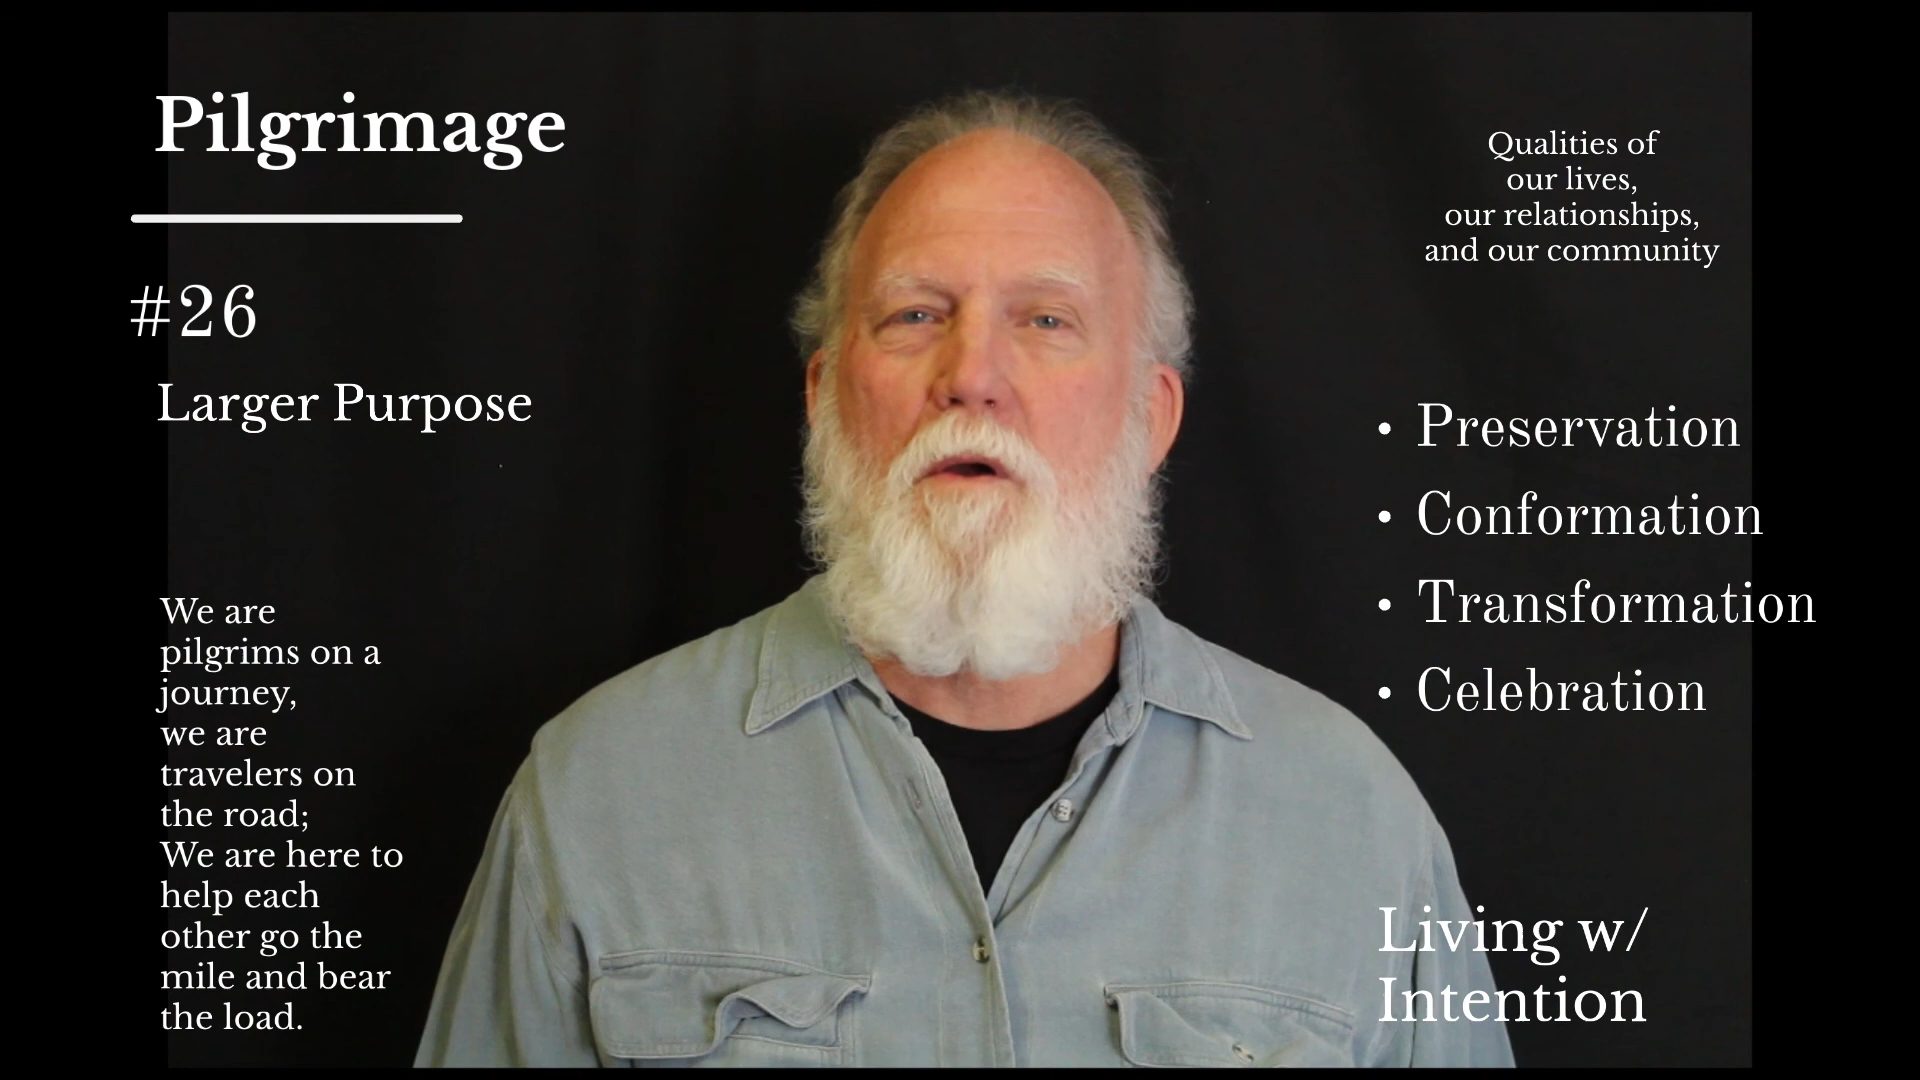 Pilgrimage
#26
Larger Purpose
We are
pilgrims on a
journey,
we are
travelers on
the road;
We are here to
help each
other go the
mile and bear
the load.
Qualities of
our lives,
our relationships,
and our community
• Preservation
• Conformation
• Transformation
• Celebration
Living w/
Intention